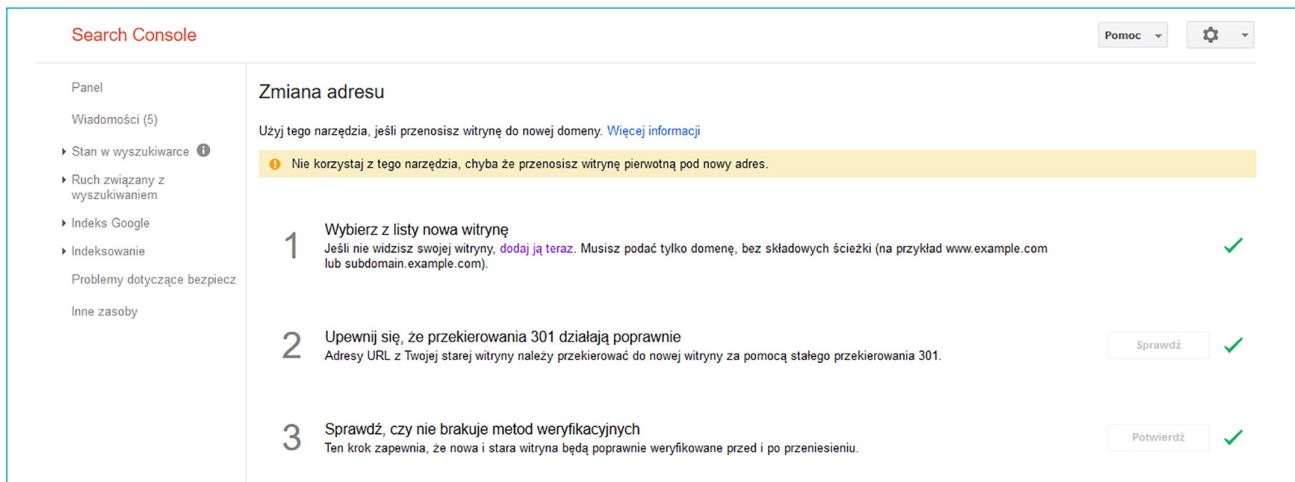 Search Console
Pomoc
Panel
Wiadomości (5)
Stan w wyszukiwarce
Ruch związany z
wyszukiwaniem
Indeks Google
Indeksowanie
Problemy dotyczące bezpiecz
Inne zasoby
Zmiana adresu
Użyj tego narzędzia, jeśli przenosisz witrynę do nowej domeny. Więcej informacji
Nie korzystaj z tego narzędzia, chyba że przenosisz witrynę pierwotną pod nowy adres.
1
Wybierz z listy nowa witrynę
Jeśli nie widzisz swojej witryny, dodaj ją teraz. Musisz podać tylko domenę, bez składowych ścieżki (na przykład www.example.com
lub subdomain.example.com).
2
Upewnij się, że przekierowania 301 działają poprawnie
Adresy URL z Twojej starej witryny należy przekierować do nowej witryny za pomocą stałego przekierowania 301.
Sprawdź
3
Sprawdź, czy nie brakuje metod weryfikacyjnych
Ten krok zapewnia, że nowa i stara witryna będą poprawnie weryfikowane przed i po przeniesieniu.
Potwierdź